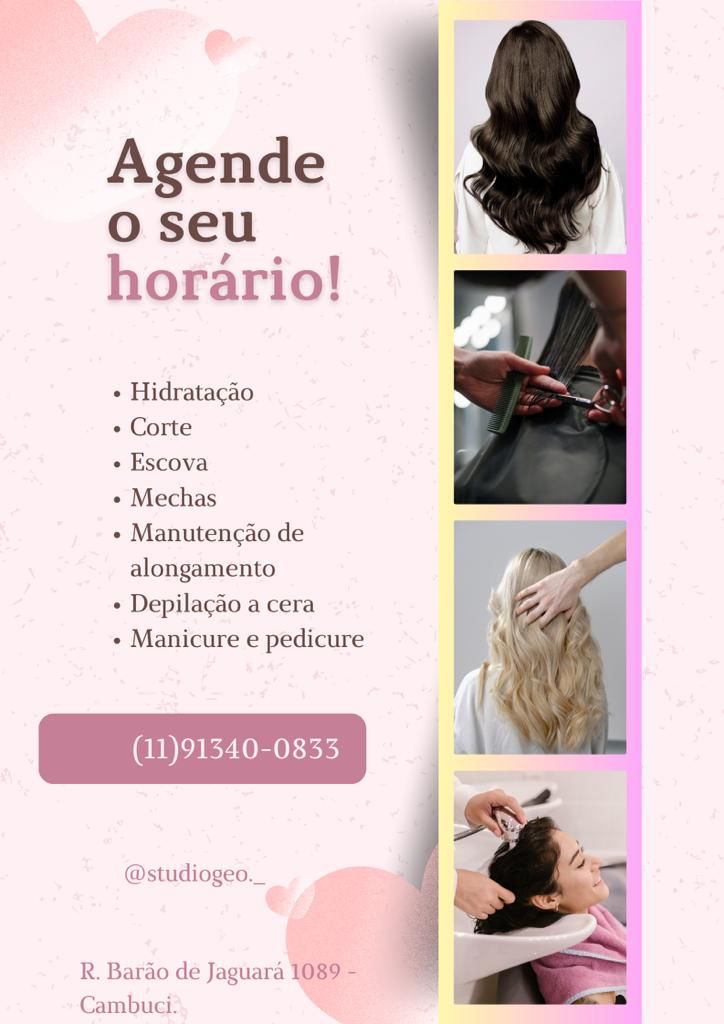 Agende
o seu
horário!
• Hidratação
• Corte
• Escova
• Mechas
• Manutenção de
alongamento
• Depilação a cera
• Manicure e pedicure
(11)91340-0833
@studiogeo._
R. Barão de Jaguará 1089 -
Cambuci.